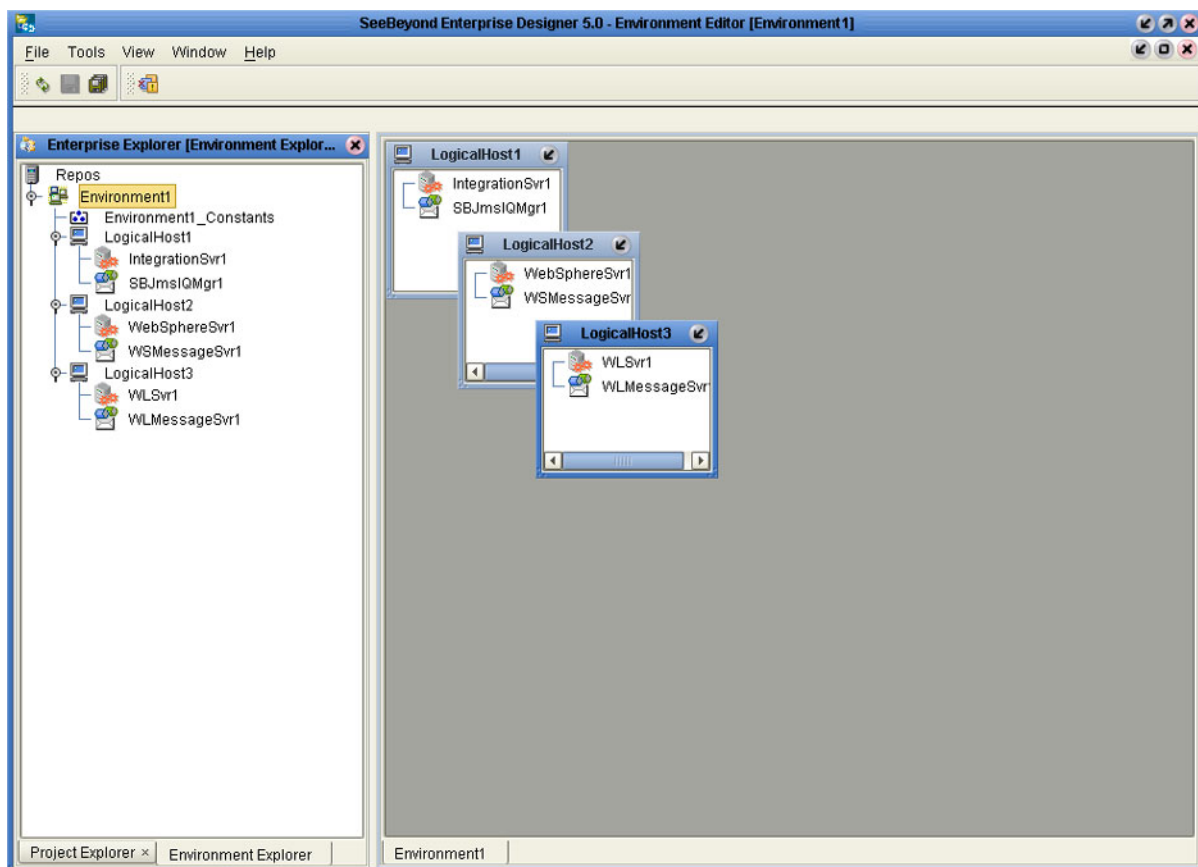 SeeBeyond Enterprise Designer 5.0 - Environment Editor [Environment1]
File Tools View Window Help
Enterprise Explorer [Environment Explor...
Repos
Environment1
Environment1_Constants
LogicalHost1
IntegrationSvr1
SBJmsIQMgr1
LogicalHost2
WebSphereSvr1
WSMessageSvr1
LogicalHost3
WLSvr1
WLMessageSvr1
Project Explorer × Environment Explorer
LogicalHost1
IntegrationSvr1
SBJmsIQMgr1
LogicalHost2
WebSphereSvr1
WSMessageSvr
LogicalHost3
WLSvr1
WLMessageSvr
Environment1